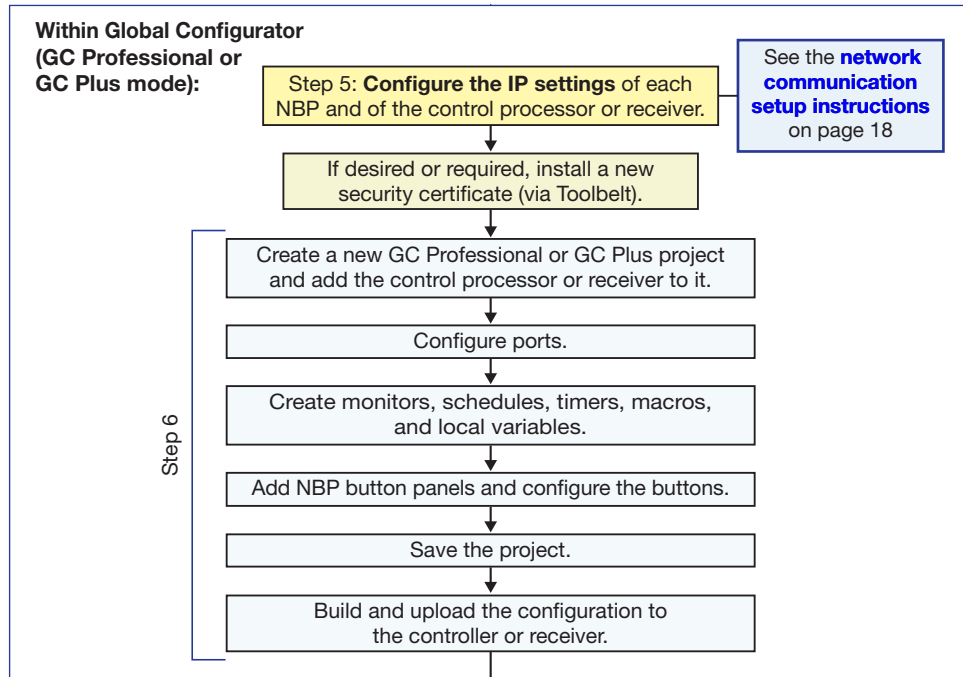 Within Global Configurator
(GC Professional or
GC Plus mode):
Step 5: Configure the IP settings of each
NBP and of the control processor or receiver.
See the network
communication
setup instructions
on page 18
If desired or required, install a new
security certificate (via Toolbelt).
Step 6
Create a new GC Professional or GC Plus project
and add the control processor or receiver to it.
Configure ports.
Create monitors, schedules, timers, macros,
and local variables.
Add NBP button panels and configure the buttons.
Save the project.
Build and upload the configuration to
the controller or receiver.